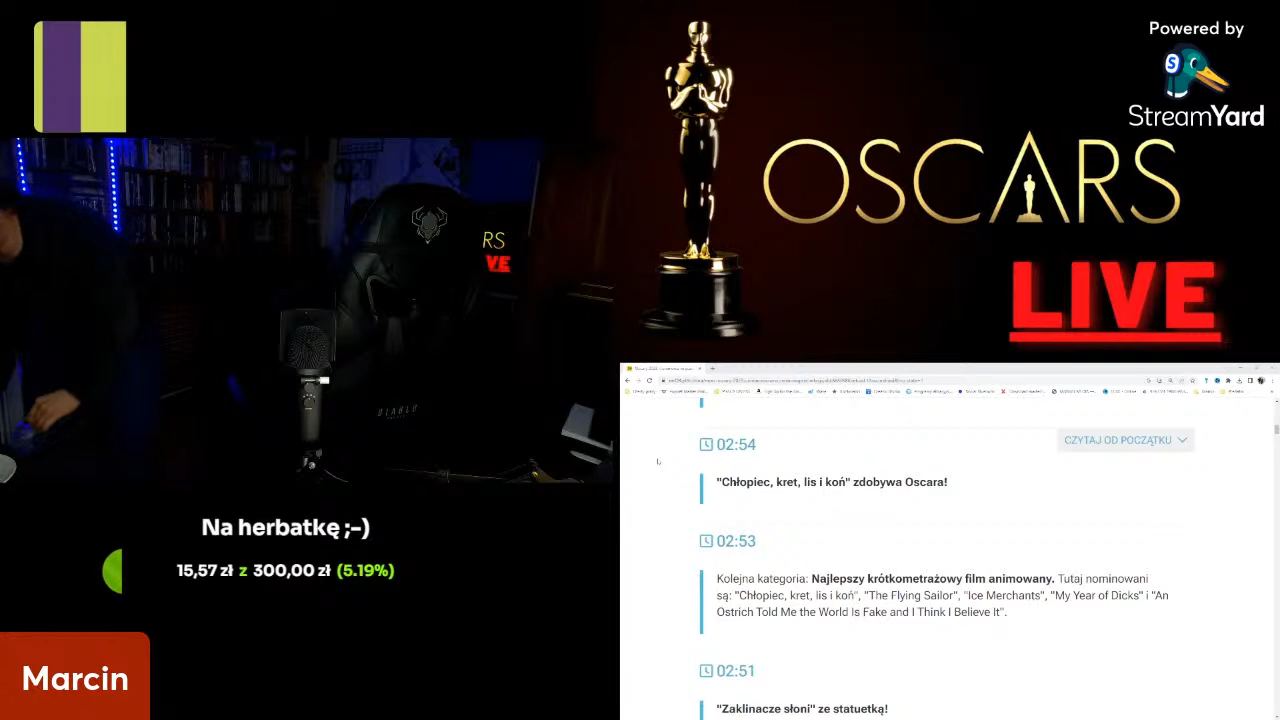 Powered by
StreamYard
OSCARS
LIVE
RS
VE
DIABLO
Na herbatkę ;-)
15,57 zł z 300,00 zł (5.19%)
Marcin
02:54
CZYTAJ OD POCZĄTKU
"Chłopiec, kret, lis i koń" zdobywa Oscara!
02:53
Kolejna kategoria: Najlepszy krótkometrażowy film animowany. Tutaj nominowani
są: "Chłopiec, kret, lis i koń", "The Flying Sailor", "Ice Merchants", "My Year of Dicks" i "An
Ostrich Told Me the World Is Fake and I Think I Believe It".
02:51
"Zaklinacze słoni" ze statuetką!